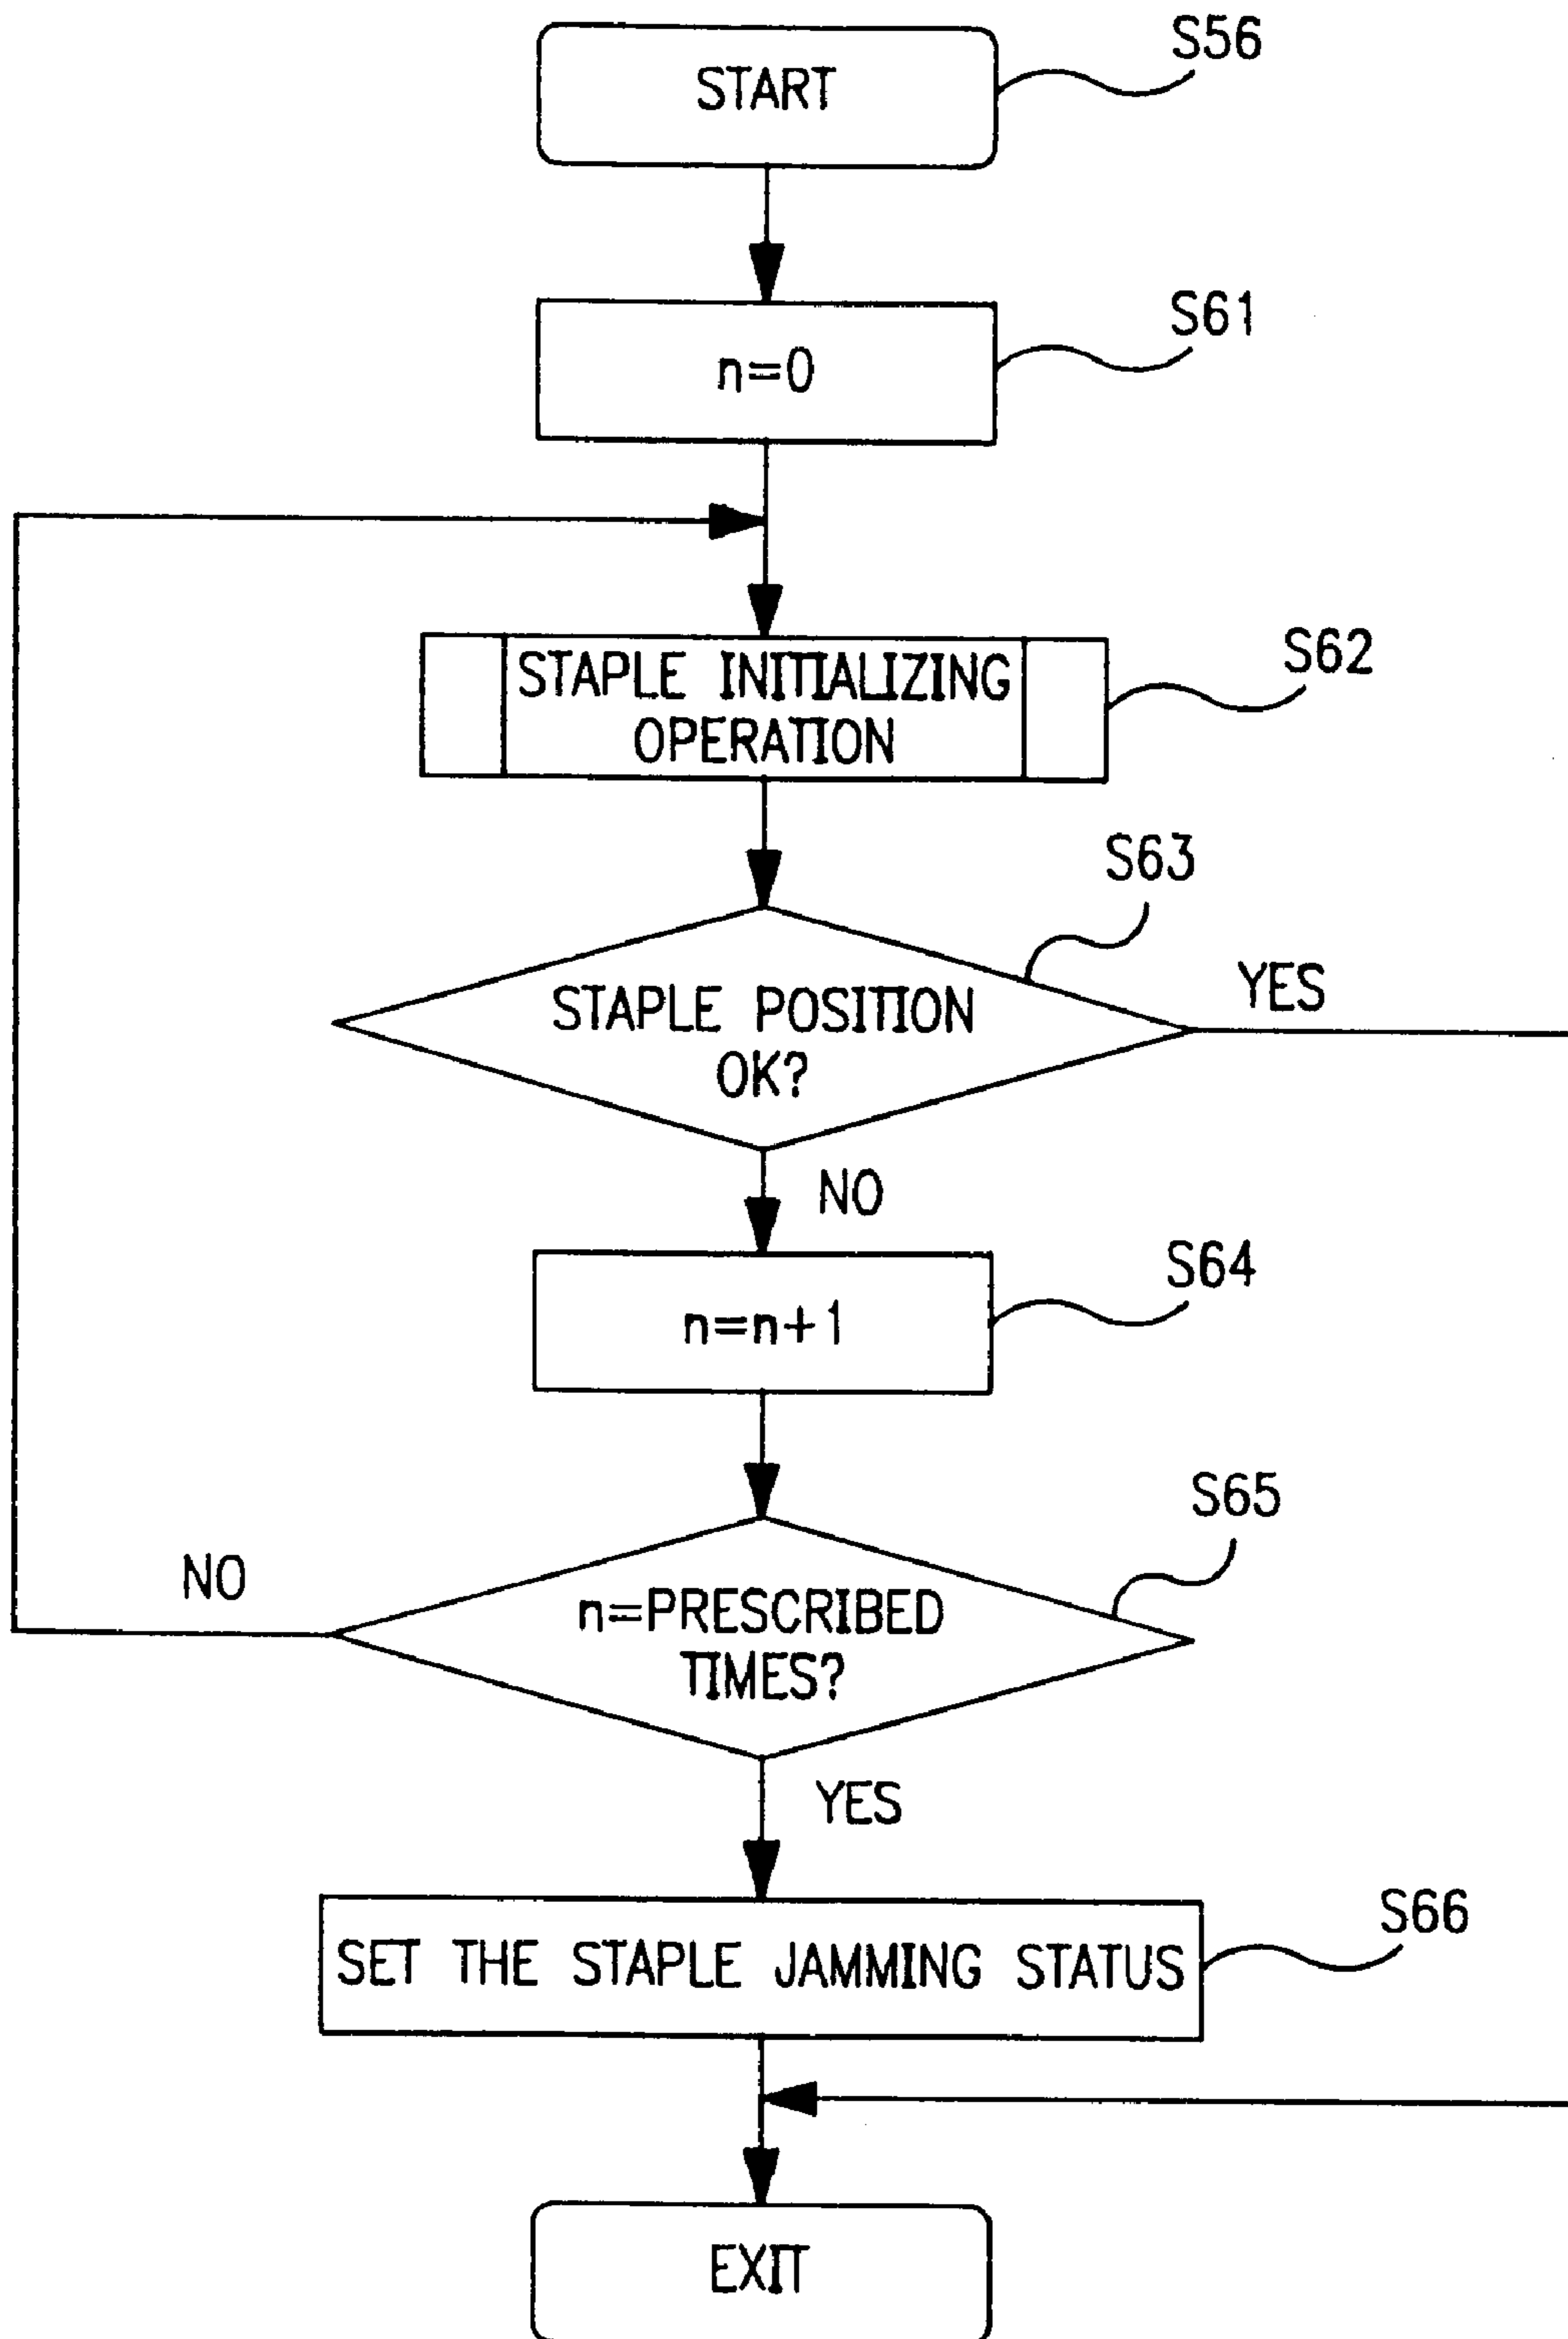 START
S56
n=0
S61
STAPLE INITIALIZING
OPERATION
S62
S63
STAPLE POSITION
OK?
YES
NO
n=n+1
S64
S65
NO
n=PRESCRIBED
TIMES?
YES
SET THE STAPLE JAMMING STATUS
S66
EXIT